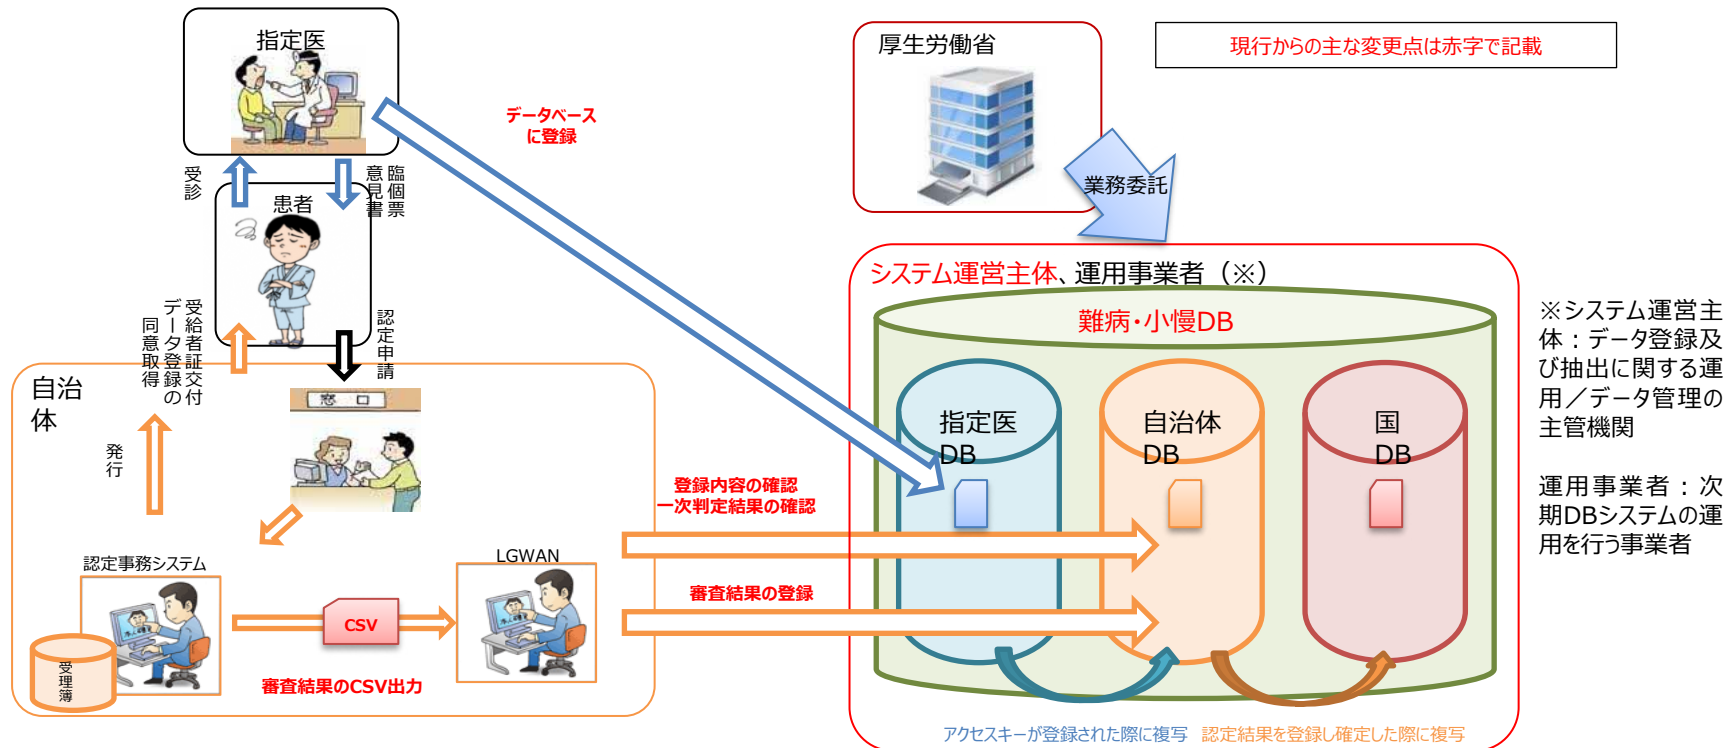 指定医
厚生労働省
現行からの主な変更点は赤字で記載
データベース
に登録
受診
臨個票
意見書
業務委託
患者
システム運営主体、運用事業者（※）
難病・小慢DB
受給者証交付
データ登録の
同意取得
認定申請
自治
体
窓口
発行
指定医
DB
自治体
DB
国
DB
※システム運営主
体：データ登録及
び抽出に関する運
用／データ管理の
主管機関
運用事業者：次
期DBシステムの運
用を行う事業者
登録内容の確認
一次判定結果の確認
認定事務システム
LGWAN
審査結果の登録
CSV
受理簿
審査結果のCSV出力
アクセスキーが登録された際に複写
認定結果を登録し確定した際に複写